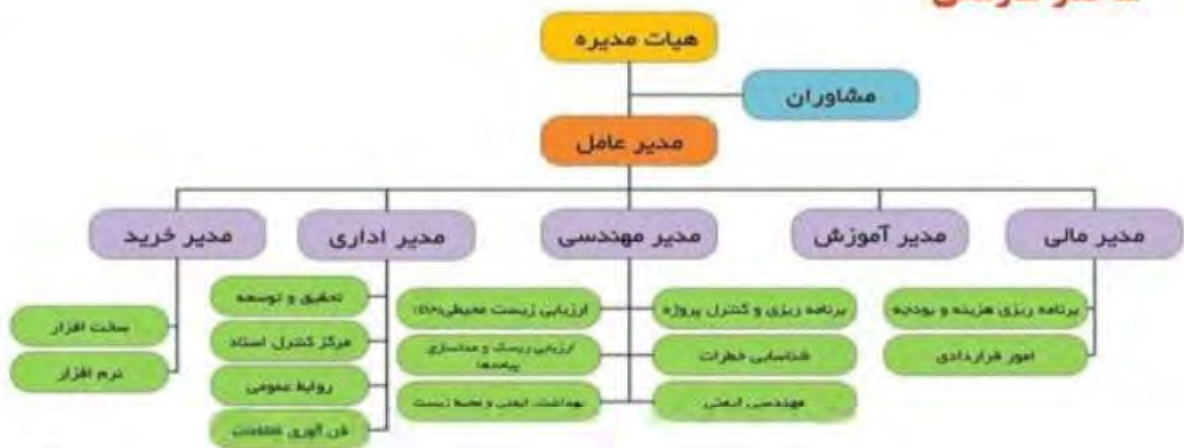 هیات مدیره
مشاوران
مدیر عامل
مدیر مالی
مدیر آموزش
مدیر مهندسی
مدیر اداری
مدیر خرید
برنامه ریزی هزینه و بودجه
امور قراردادی
برنامه ریزی و کنترل پروژه
شناسایی خطرات
مهندسی ایمنی
ارزیابی زیست محیطی
ارزیابی ریسک و مدلسازی
پیامدها
بهداشت، ایمنی و محیط زیست
تحقیق و توسعه
مرکز کنترل اسناد
روابط عمومی
فن آوری اطلاعات
سخت افزار
نرم افزار